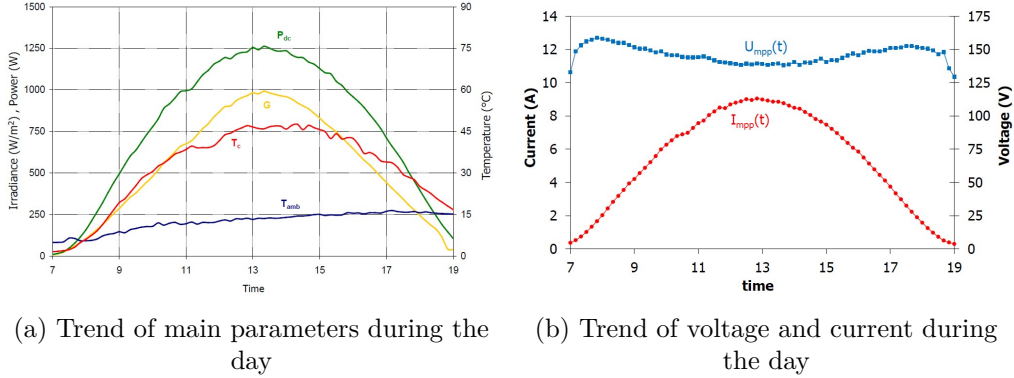 1500
1250
1000
750
500
250
0
90
75
60
45
30
15
0
7
9
11
13
15
17
19
Irradiance (W/m²) , Power (W)
Temperature (°C)
Time
Pdc
G
Tc
Tamb
(a) Trend of main parameters during the
day
14
12
10
8
6
4
2
0
175
150
125
100
75
50
25
0
7
9
11
13
15
17
19
Current (A)
Voltage (V)
time
Umpp(t)
Impp(t)
(b) Trend of voltage and current during
the day